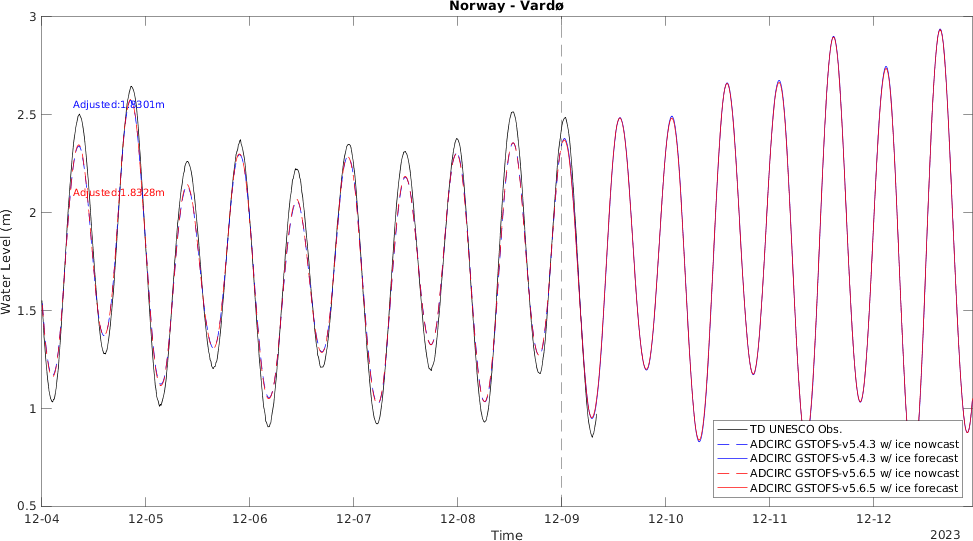 Norway - Vardø
3
2.5
2
1.5
1
0.5
Water Level (m)
Adjusted:1.8301m
Adjusted:1.8328m
TD UNESCO Obs.
ADCIRC GSTOFS-v5.4.3 w/ ice nowcast
ADCIRC GSTOFS-v5.4.3 w/ ice forecast
ADCIRC GSTOFS-v5.6.5 w/ ice nowcast
ADCIRC GSTOFS-v5.6.5 w/ ice forecast
12-04 12-05 12-06 12-07 12-08 12-09 12-10 12-11 12-12
Time
2023